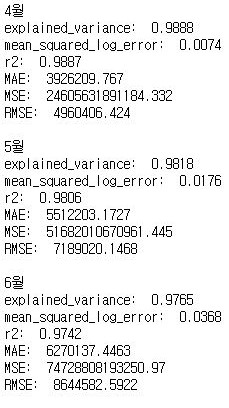 4월
explained_variance:  0.9888
mean_squared_log_error:  0.0074
r2:  0.9887
MAE:  3926209.767
MSE:  24605631891184.332
RMSE:  4960406.424
5월
explained_variance:  0.9818
mean_squared_log_error:  0.0176
r2:  0.9806
MAE:  5512203.1727
MSE:  51682010670961.445
RMSE:  7189020.1468
6월
explained_variance:  0.9765
mean_squared_log_error:  0.0368
r2:  0.9742
MAE:  6270137.4463
MSE:  74728808193250.97
RMSE:  8644582.5922